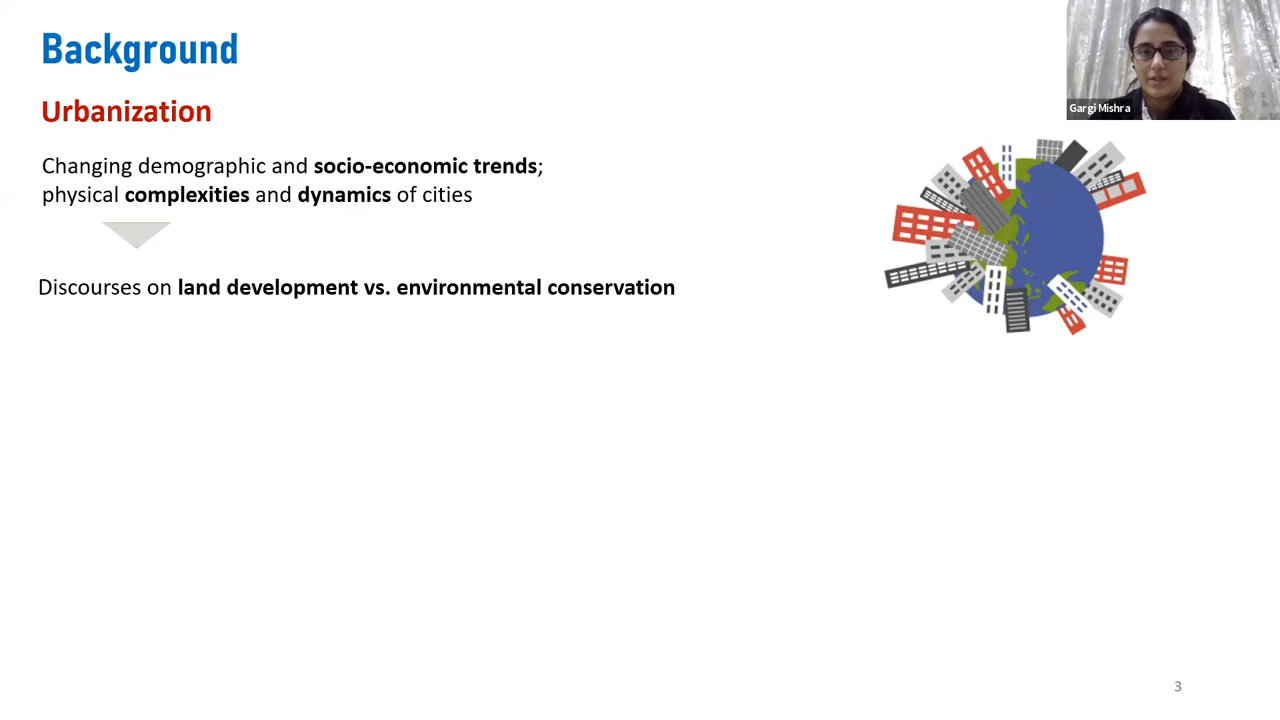 Background
Gargi Mishra
Urbanization
Changing demographic and socio-economic trends;
physical complexities and dynamics of cities
Discourses on land development vs. environmental conservation
3